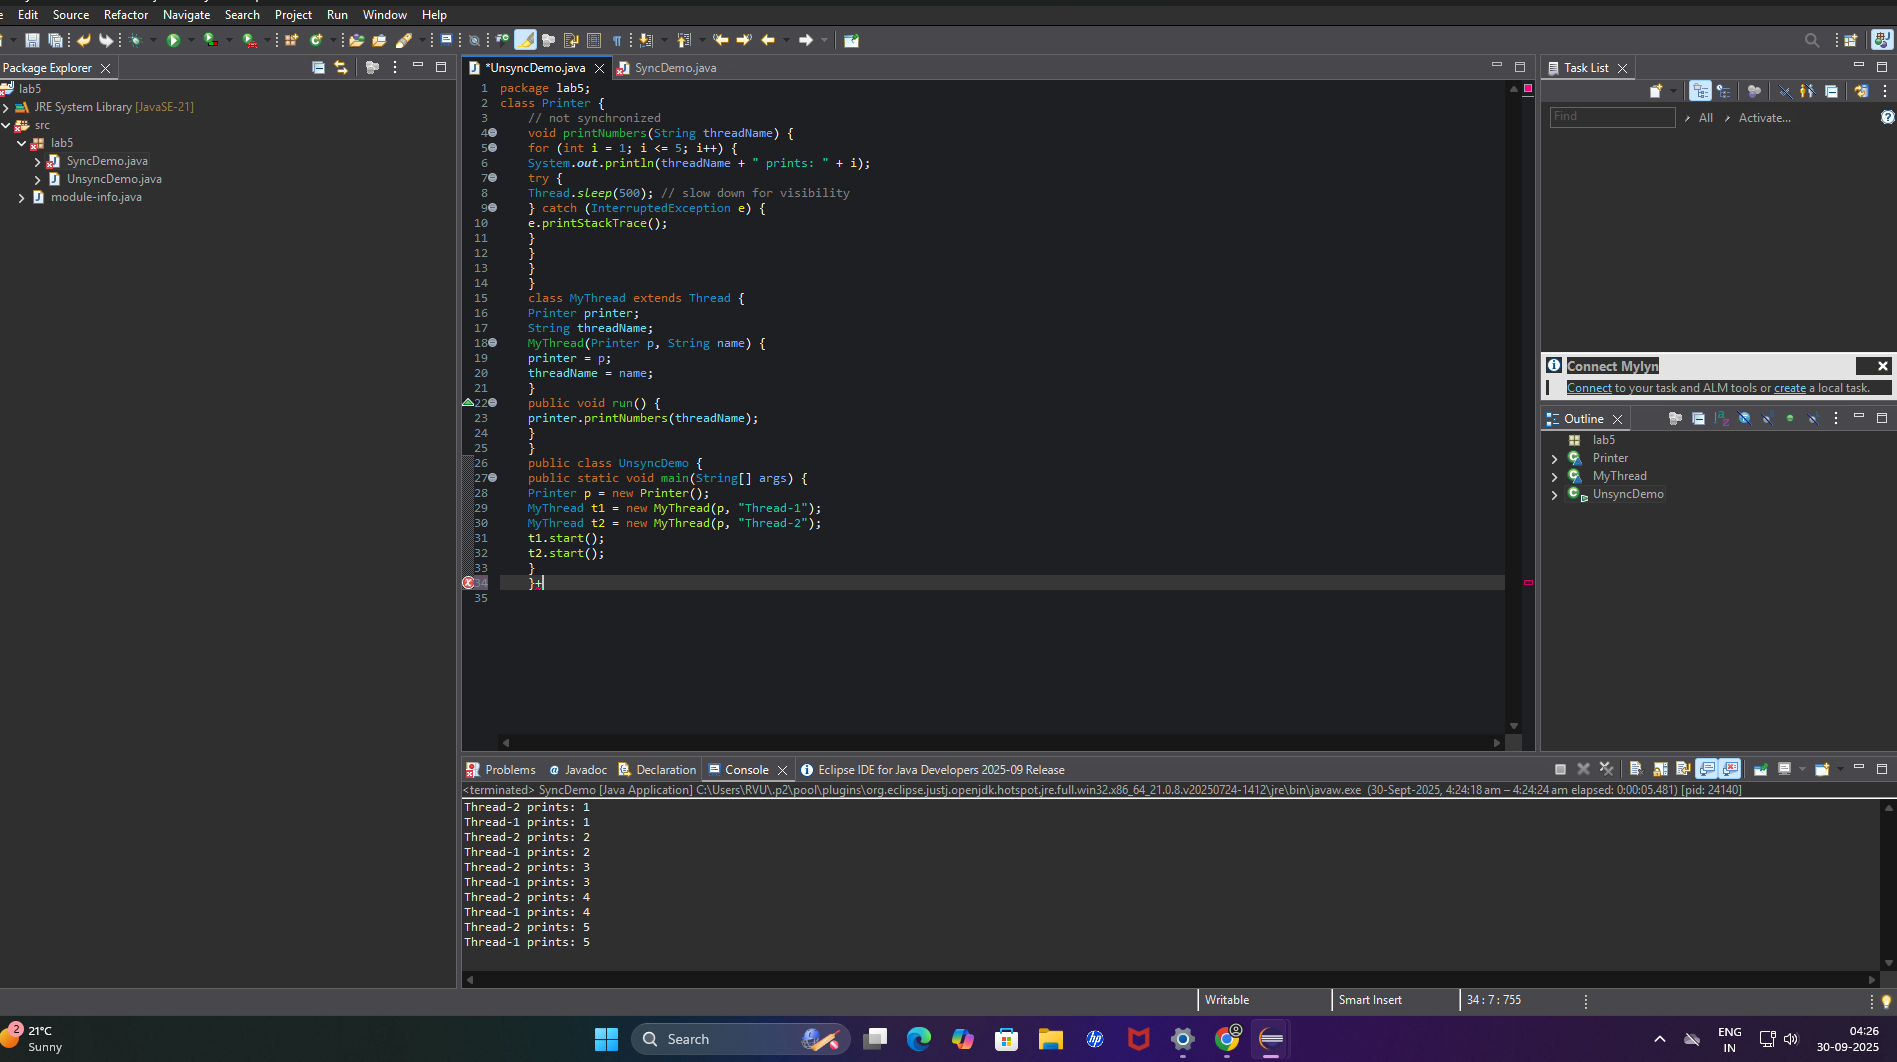 Edit Source Refactor Navigate Search Project Run Window Help
Package Explorer
lab5
JRE System Library [JavaSE-21]
src
lab5
SyncDemo.java
UnsyncDemo.java
module-info.java
*UnsyncDemo.java
SyncDemo.java
1 package lab5;
2 class Printer {
3 // not synchronized
4 void printNumbers(String threadName) {
5 for (int i = 1; i <= 5; i++) {
6 System.out.println(threadName + " prints: " + i);
7 try {
8 Thread.sleep(500); // slow down for visibility
9 } catch (InterruptedException e) {
10 e.printStackTrace();
11 }
12 }
13 }
14 }
15 class MyThread extends Thread {
16 Printer printer;
17 String threadName;
18 MyThread(Printer p, String name) {
19 printer = p;
20 threadName = name;
21 }
22 public void run() {
23 printer.printNumbers(threadName);
24 }
25 }
26 public class UnsyncDemo {
27 public static void main(String[] args) {
28 Printer p = new Printer();
29 MyThread t1 = new MyThread(p, "Thread-1");
30 MyThread t2 = new MyThread(p, "Thread-2");
31 t1.start();
32 t2.start();
33 }
34 }+
35
Task List
Find
All
Activate...
Connect Mylyn
Connect to your task and ALM tools or create a local task.
Outline
lab5
Printer
MyThread
UnsyncDemo
Problems Javadoc Declaration Console Eclipse IDE for Java Developers 2025-09 Release
<terminated> SyncDemo [Java Application] C:\Users\RVU\.p2\pool\plugins\org.eclipse.justj.openjdk.hotspot.jre.full.win32.x86_64_21.0.8.v20250724-1412\jre\bin\javaw.exe (30-Sept-2025, 4:24:18 am – 4:24:24 am elapsed: 0:00:05.481) [pid: 24140]
Thread-2 prints: 1
Thread-1 prints: 1
Thread-2 prints: 2
Thread-1 prints: 2
Thread-2 prints: 3
Thread-1 prints: 3
Thread-2 prints: 4
Thread-1 prints: 4
Thread-2 prints: 5
Thread-1 prints: 5
Writable
Smart Insert
34 : 7 : 755
2
21°C
Sunny
Search
hp
ENG
IN
04:26
30-09-2025